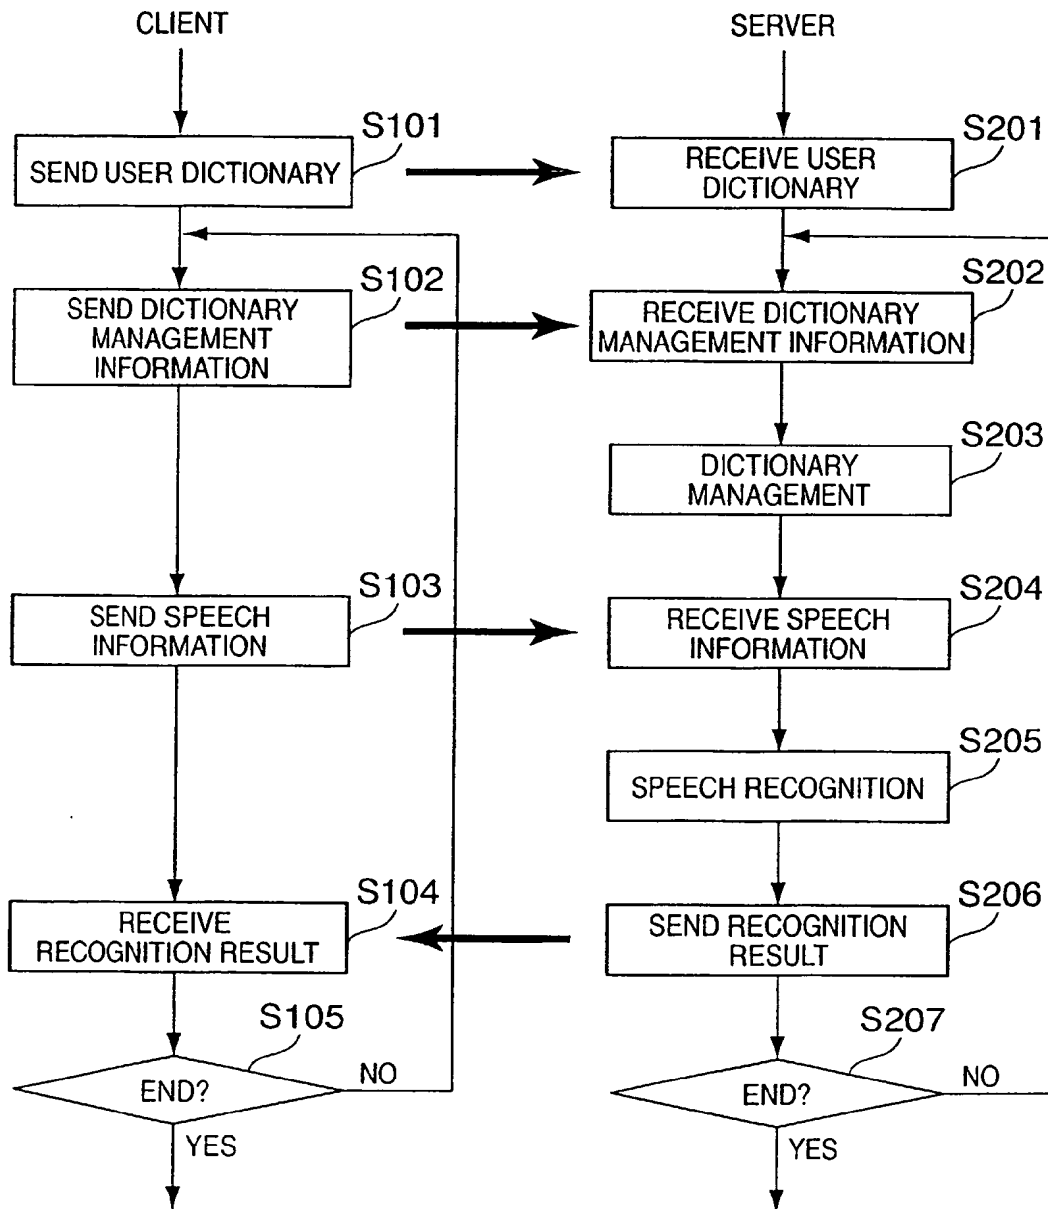 CLIENT
SERVER
S101
SEND USER DICTIONARY
S201
RECEIVE USER
DICTIONARY
S102
SEND DICTIONARY
MANAGEMENT
INFORMATION
S202
RECEIVE DICTIONARY
MANAGEMENT INFORMATION
S203
DICTIONARY
MANAGEMENT
S103
SEND SPEECH
INFORMATION
S204
RECEIVE SPEECH
INFORMATION
S205
SPEECH RECOGNITION
S104
RECEIVE
RECOGNITION RESULT
S206
SEND RECOGNITION
RESULT
S105
END?
NO
YES
S207
END?
NO
YES